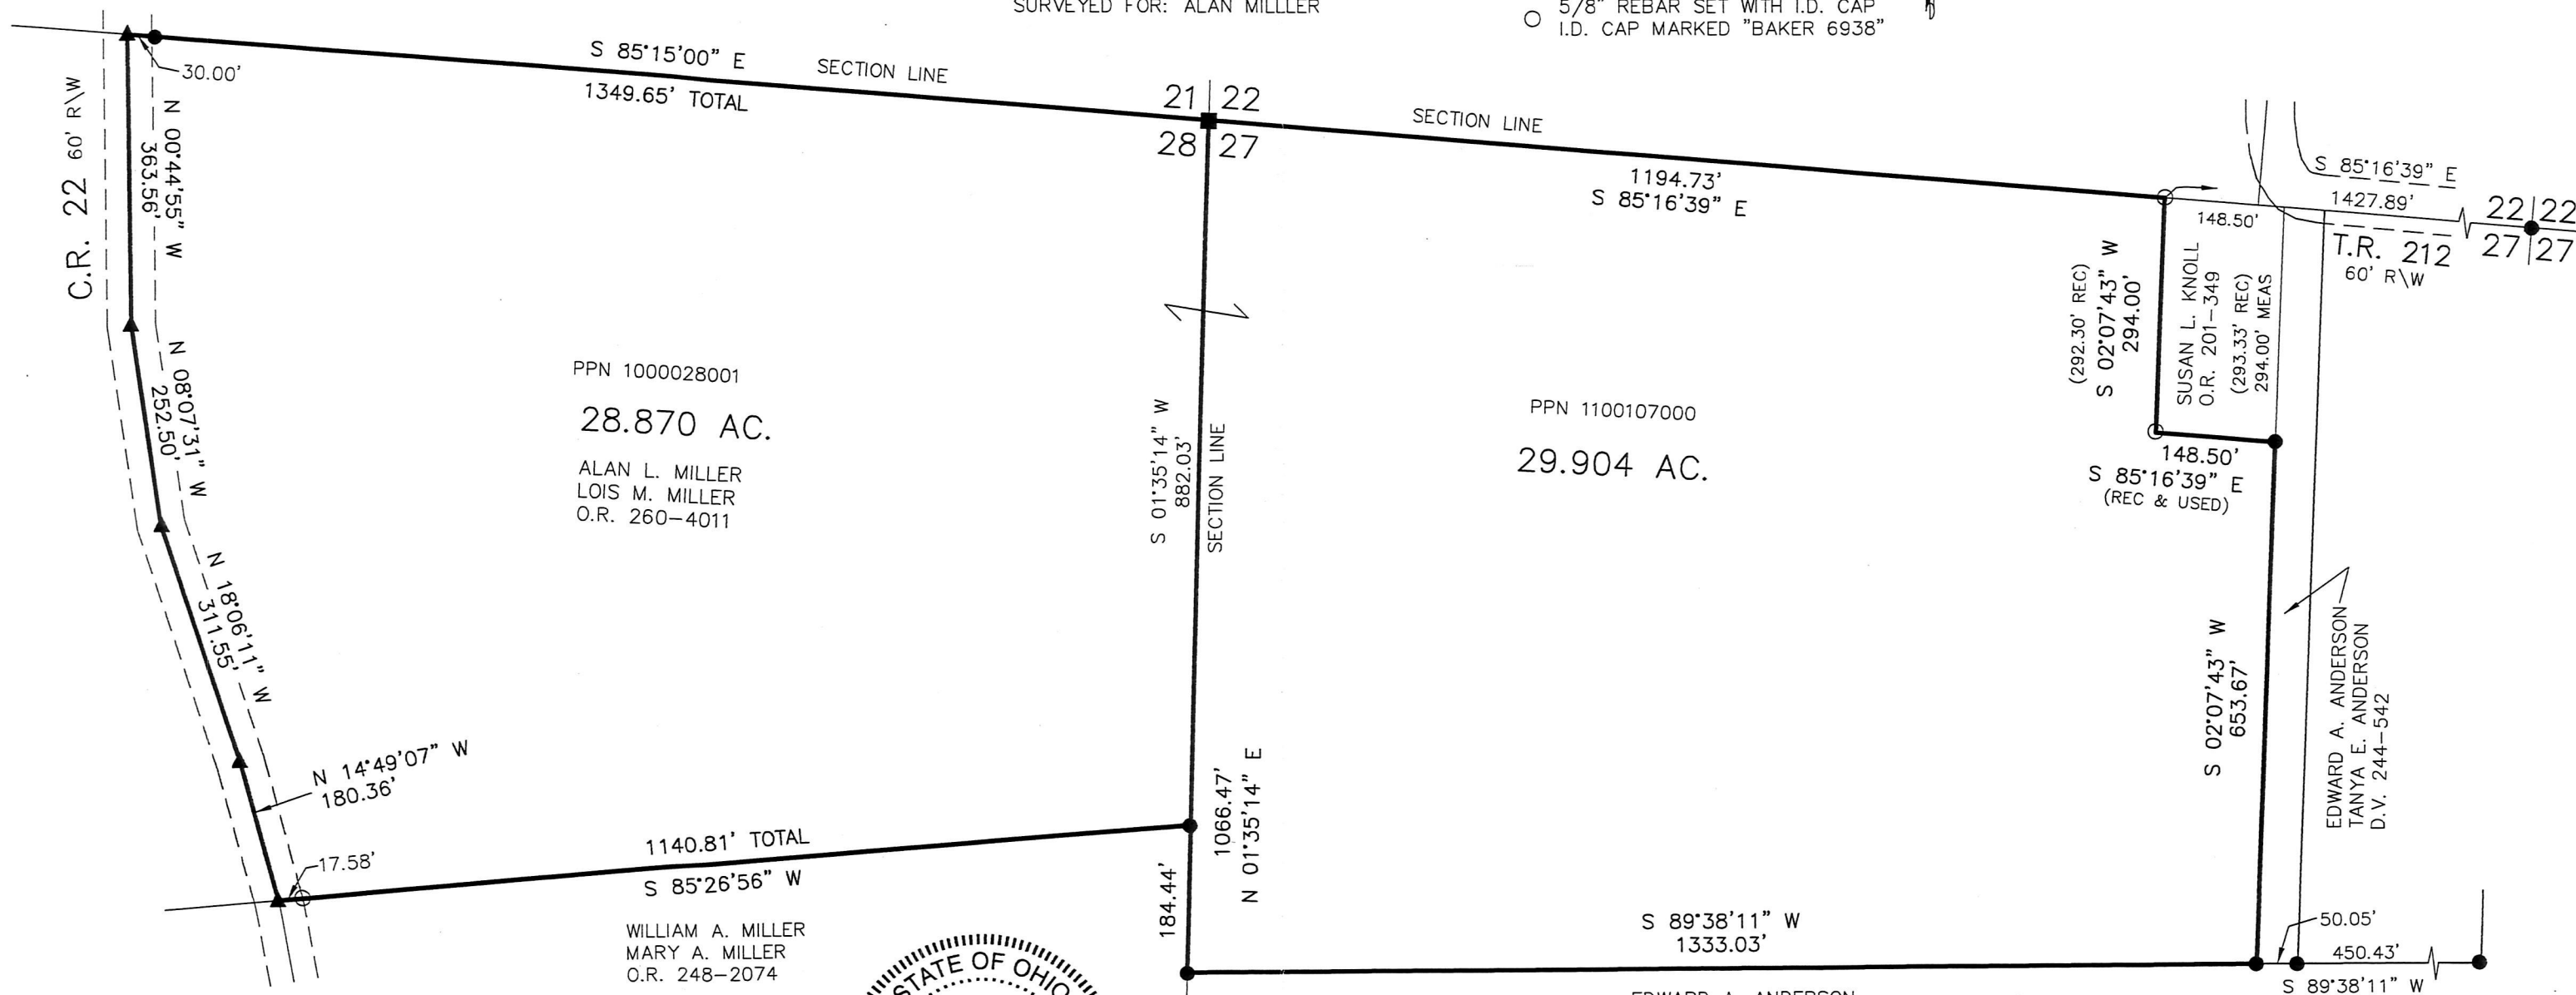 SURVEYED FOR: ALAN MILLLER
5/8" REBAR SET WITH I.D. CAP
I.D. CAP MARKED "BAKER 6938"
30.00'
S 85°15'00" E
1349.65' TOTAL
SECTION LINE
21 22
28 27
SECTION LINE
1194.73'
S 85°16'39" E
S 85°16'39" E
1427.89'
148.50'
22 22
27 27
T.R. 212
60' R\W
C.R. 22 60' R\W
N 00°44'55" W
363.56'
N 08°07'31" W
252.50'
N 18°06'11" W
311.55'
N 14°49'07" W
180.36'
17.58'
PPN 1000028001
28.870 AC.
ALAN L. MILLER
LOIS M. MILLER
O.R. 260-4011
S 01°35'14" W
882.03'
SECTION LINE
PPN 1100107000
29.904 AC.
(292.30' REC)
S 02°07'43" W
294.00'
SUSAN L. KNOLL
O.R. 201-349
(293.33' REC)
294.00' MEAS
148.50'
S 85°16'39" E
(REC & USED)
S 02°07'43" W
653.67'
EDWARD A. ANDERSON
TANYA E. ANDERSON
D.V. 244-542
1140.81' TOTAL
S 85°26'56" W
184.44'
1066.47'
N 01°35'14" E
WILLIAM A. MILLER
MARY A. MILLER
O.R. 248-2074
STATE OF OHIO
S 89°38'11" W
1333.03'
50.05'
450.43'
S 89°38'11" W
EDWARD A. ANDERSON